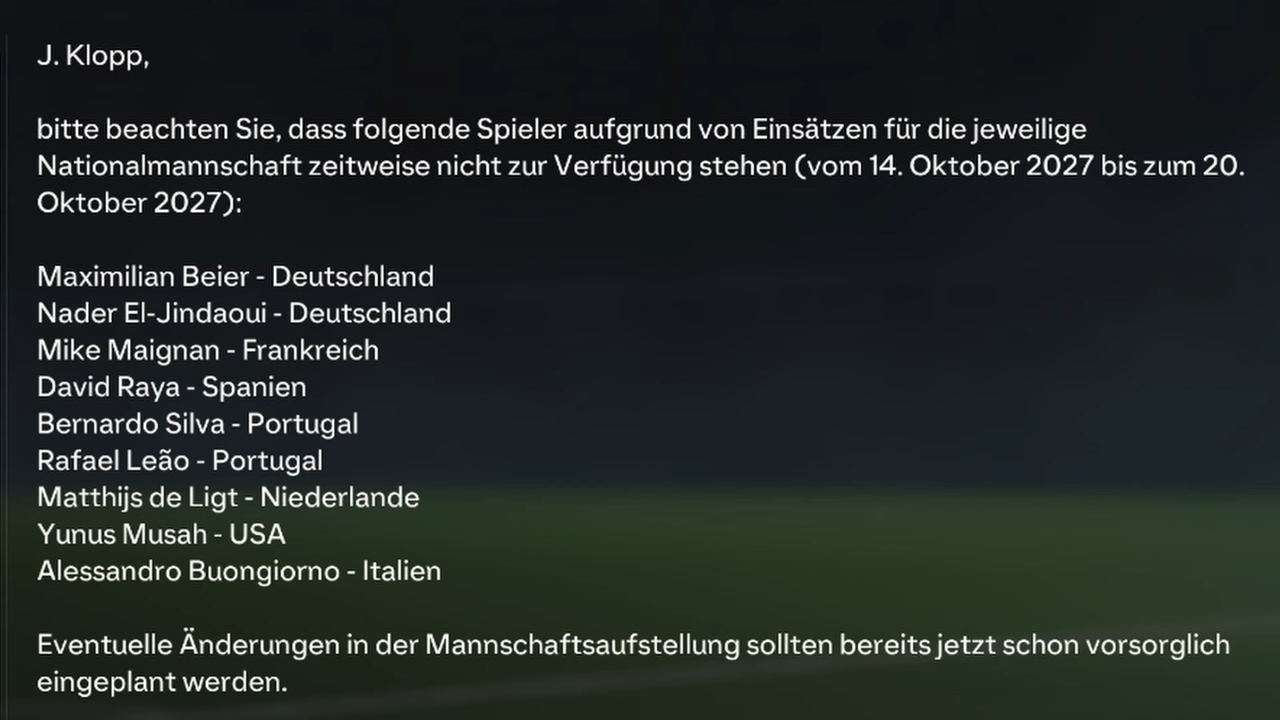 J. Klopp,
bitte beachten Sie, dass folgende Spieler aufgrund von Einsätzen für die jeweilige
Nationalmannschaft zeitweise nicht zur Verfügung stehen (vom 14. Oktober 2027 bis zum 20.
Oktober 2027):
Maximilian Beier - Deutschland
Nader El-Jindaoui - Deutschland
Mike Maignan - Frankreich
David Raya - Spanien
Bernardo Silva - Portugal
Rafael Leão - Portugal
Matthijs de Ligt - Niederlande
Yunus Musah - USA
Alessandro Buongiorno - Italien
Eventuelle Änderungen in der Mannschaftsaufstellung sollten bereits jetzt schon vorsorglich
eingeplant werden.